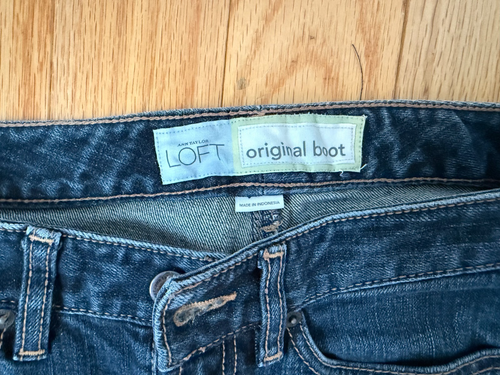 ANN TAYLOR
LOFT
original boot
MADE IN INDONESIA